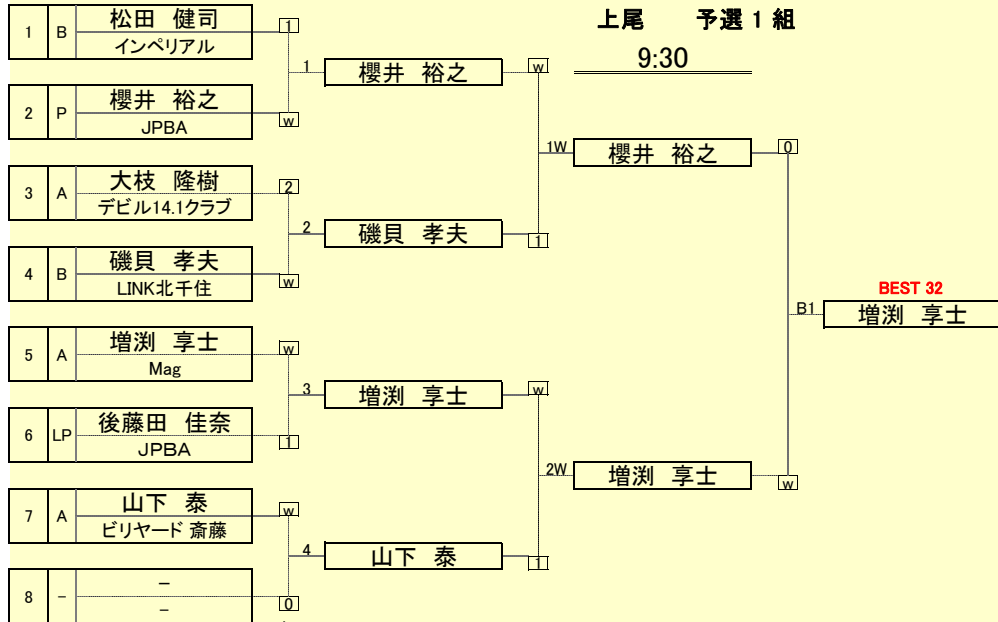 上尾 予選 1 組
9:30
1 B 松田 健司 1
インペリアル
1 櫻井 裕之 w
2 P 櫻井 裕之 w
JPBA
1W 櫻井 裕之 0
3 A 大枝 隆樹 2
デビル14.1クラブ
2 磯貝 孝夫 1
4 B 磯貝 孝夫 w
LINK北千住
BEST 32
B1 増渕 享士
5 A 増渕 享士 w
Mag
3 増渕 享士 w
6 LP 後藤田 佳奈 1
JPBA
2W 増渕 享士 w
7 A 山下 泰 w
ビリヤード 斎藤
4 山下 泰 1
8 - － 0
－